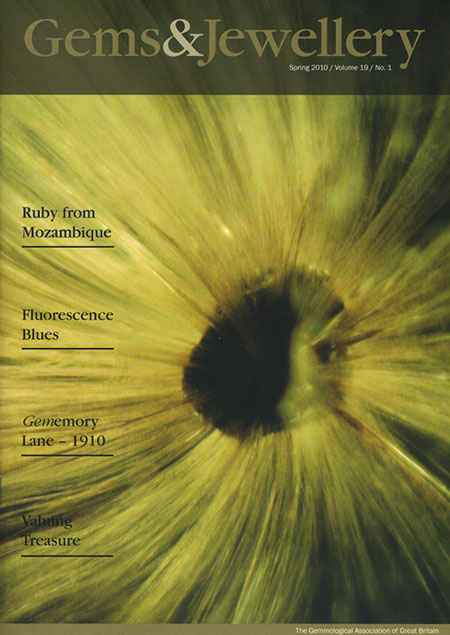 Gems&Jewellery
Spring 2010 / Volume 19 / No. 1
Ruby from
Mozambique
Fluorescence
Blues
Gememory
Lane – 1910
Valuing
Treasure
The Gemmological Association of Great Britain